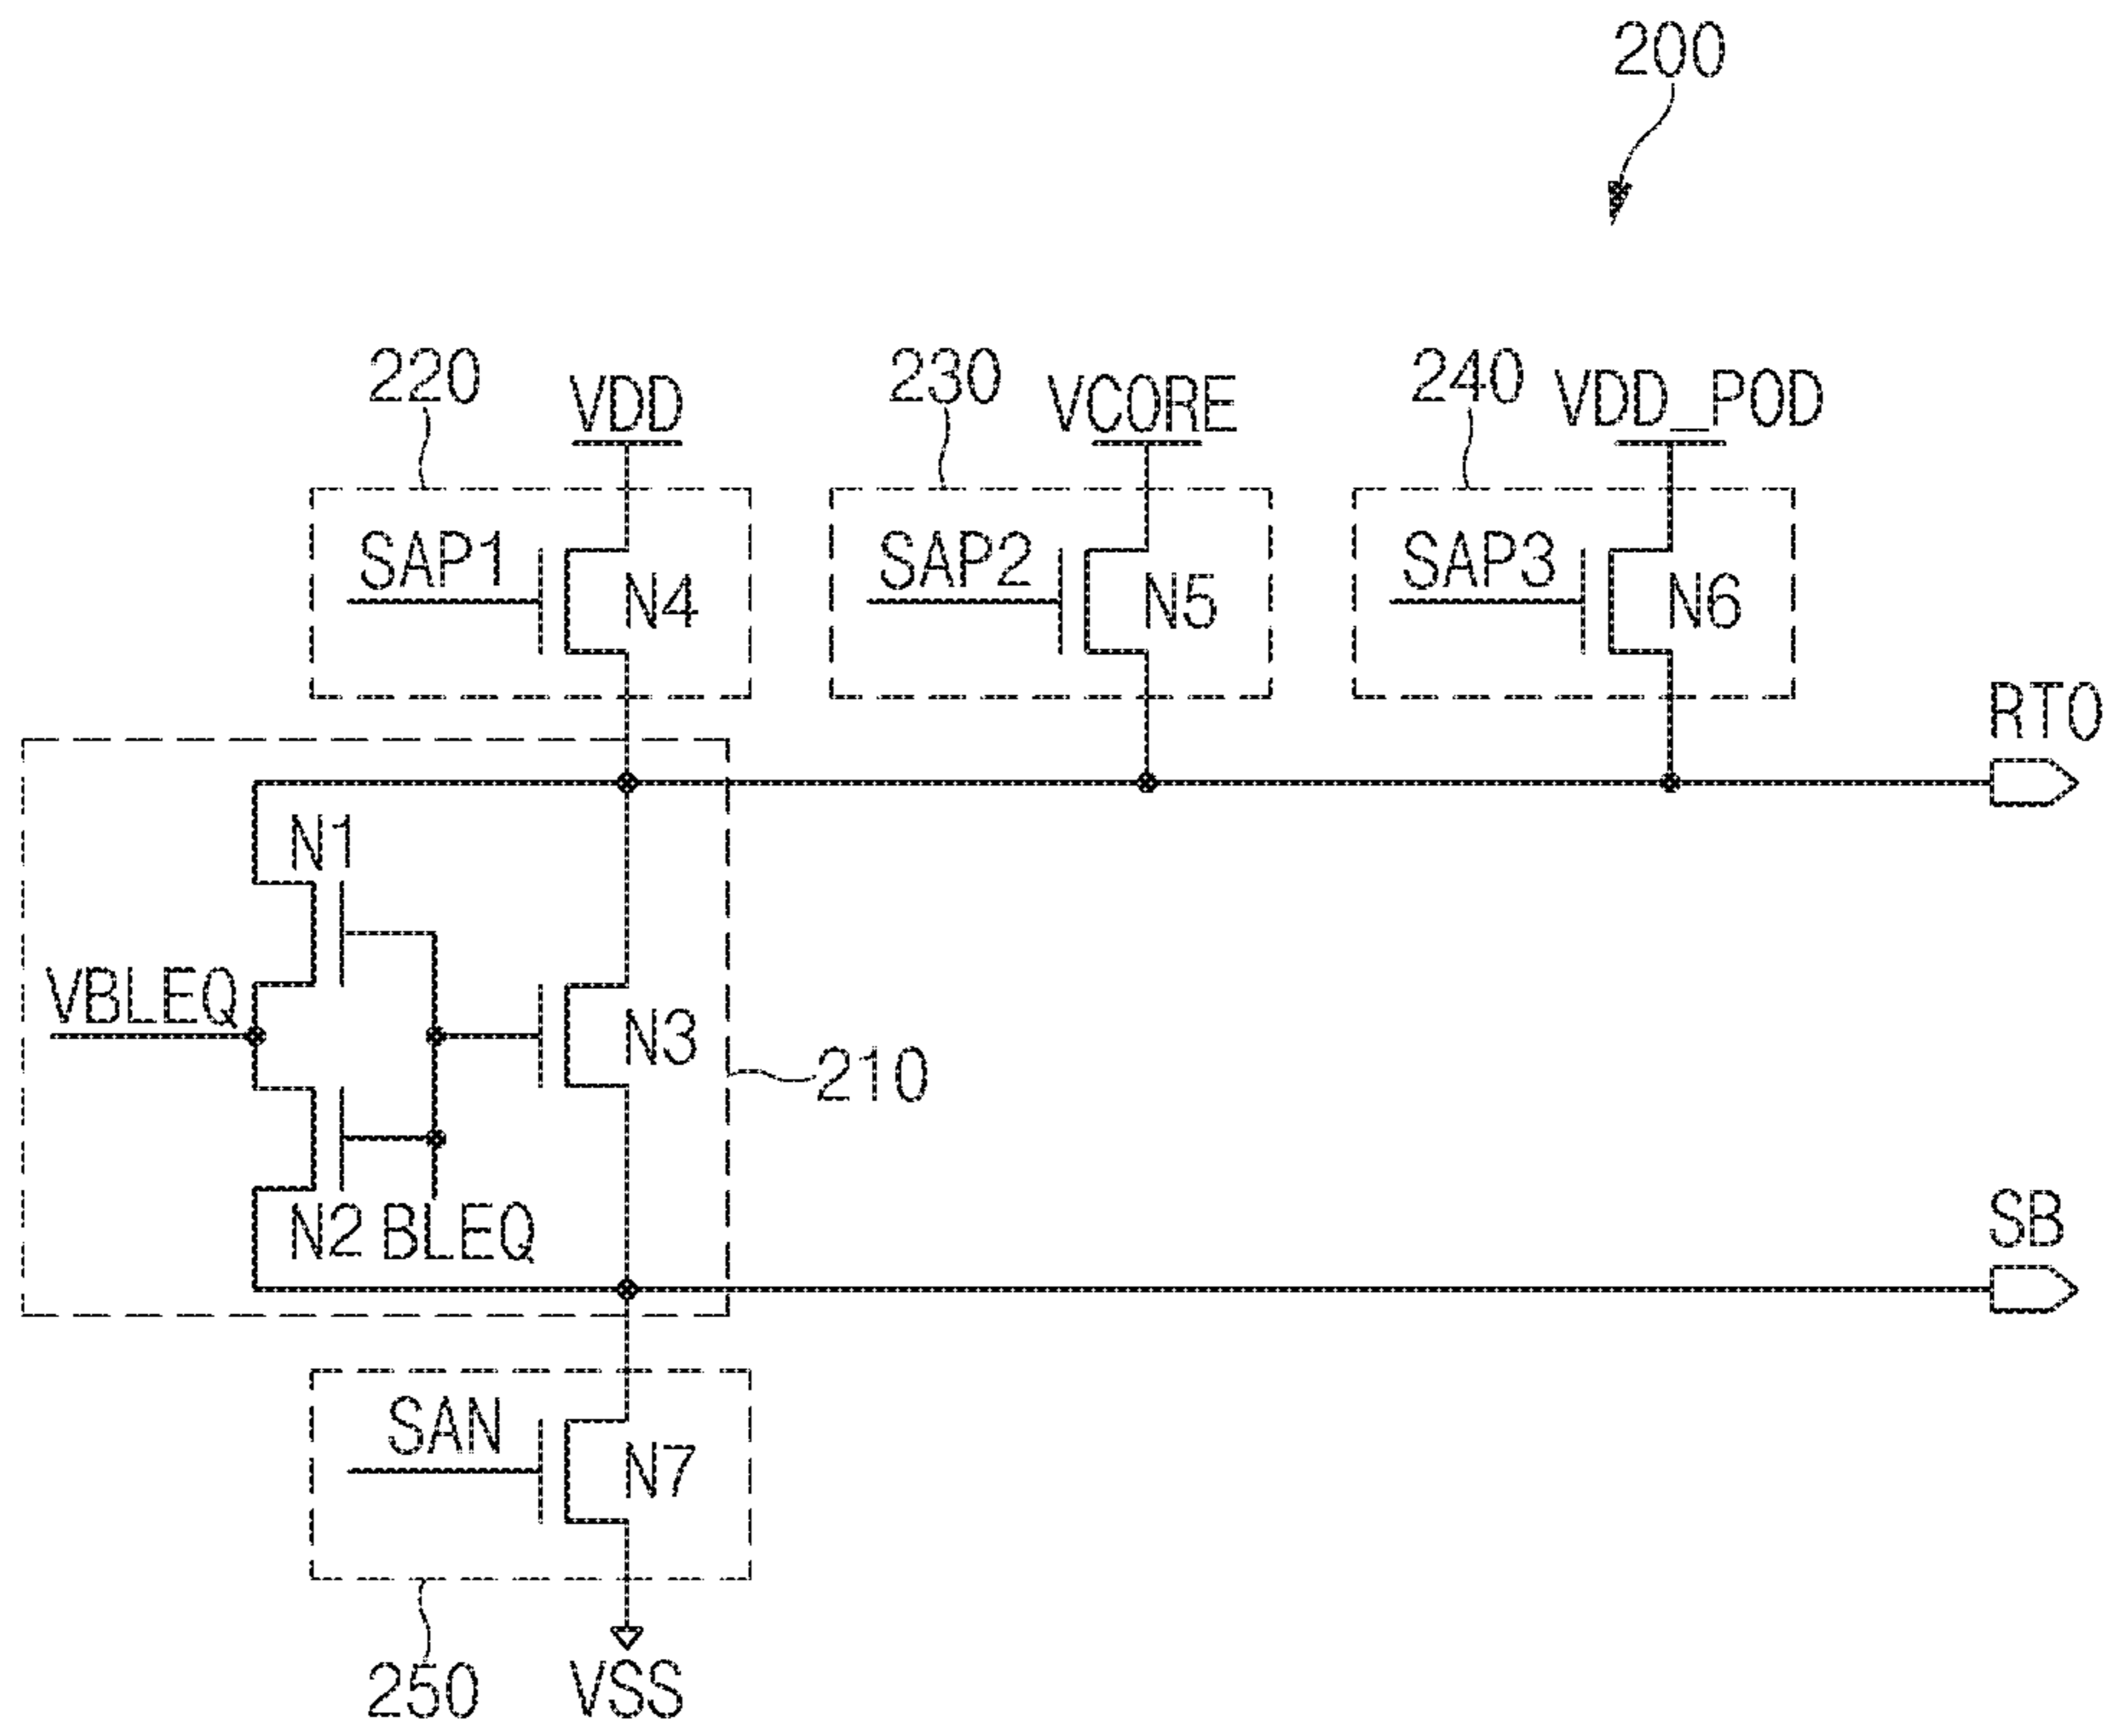 200
220
VDD
230
VCORE
240
VDD_POD
SAP1
N4
SAP2
N5
SAP3
N6
RTO
N1
VBLEQ
N3
210
N2
BLEQ
SB
SAN
N7
250
VSS